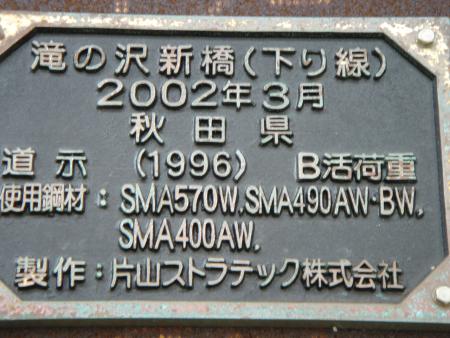 滝の沢新橋(下り線)
2002年3月
秋田県
道示 (1996) B活荷重
使用鋼材:SMA570W,SMA490AW・BW,
SMA400AW,
製作:片山ストラテック株式会社